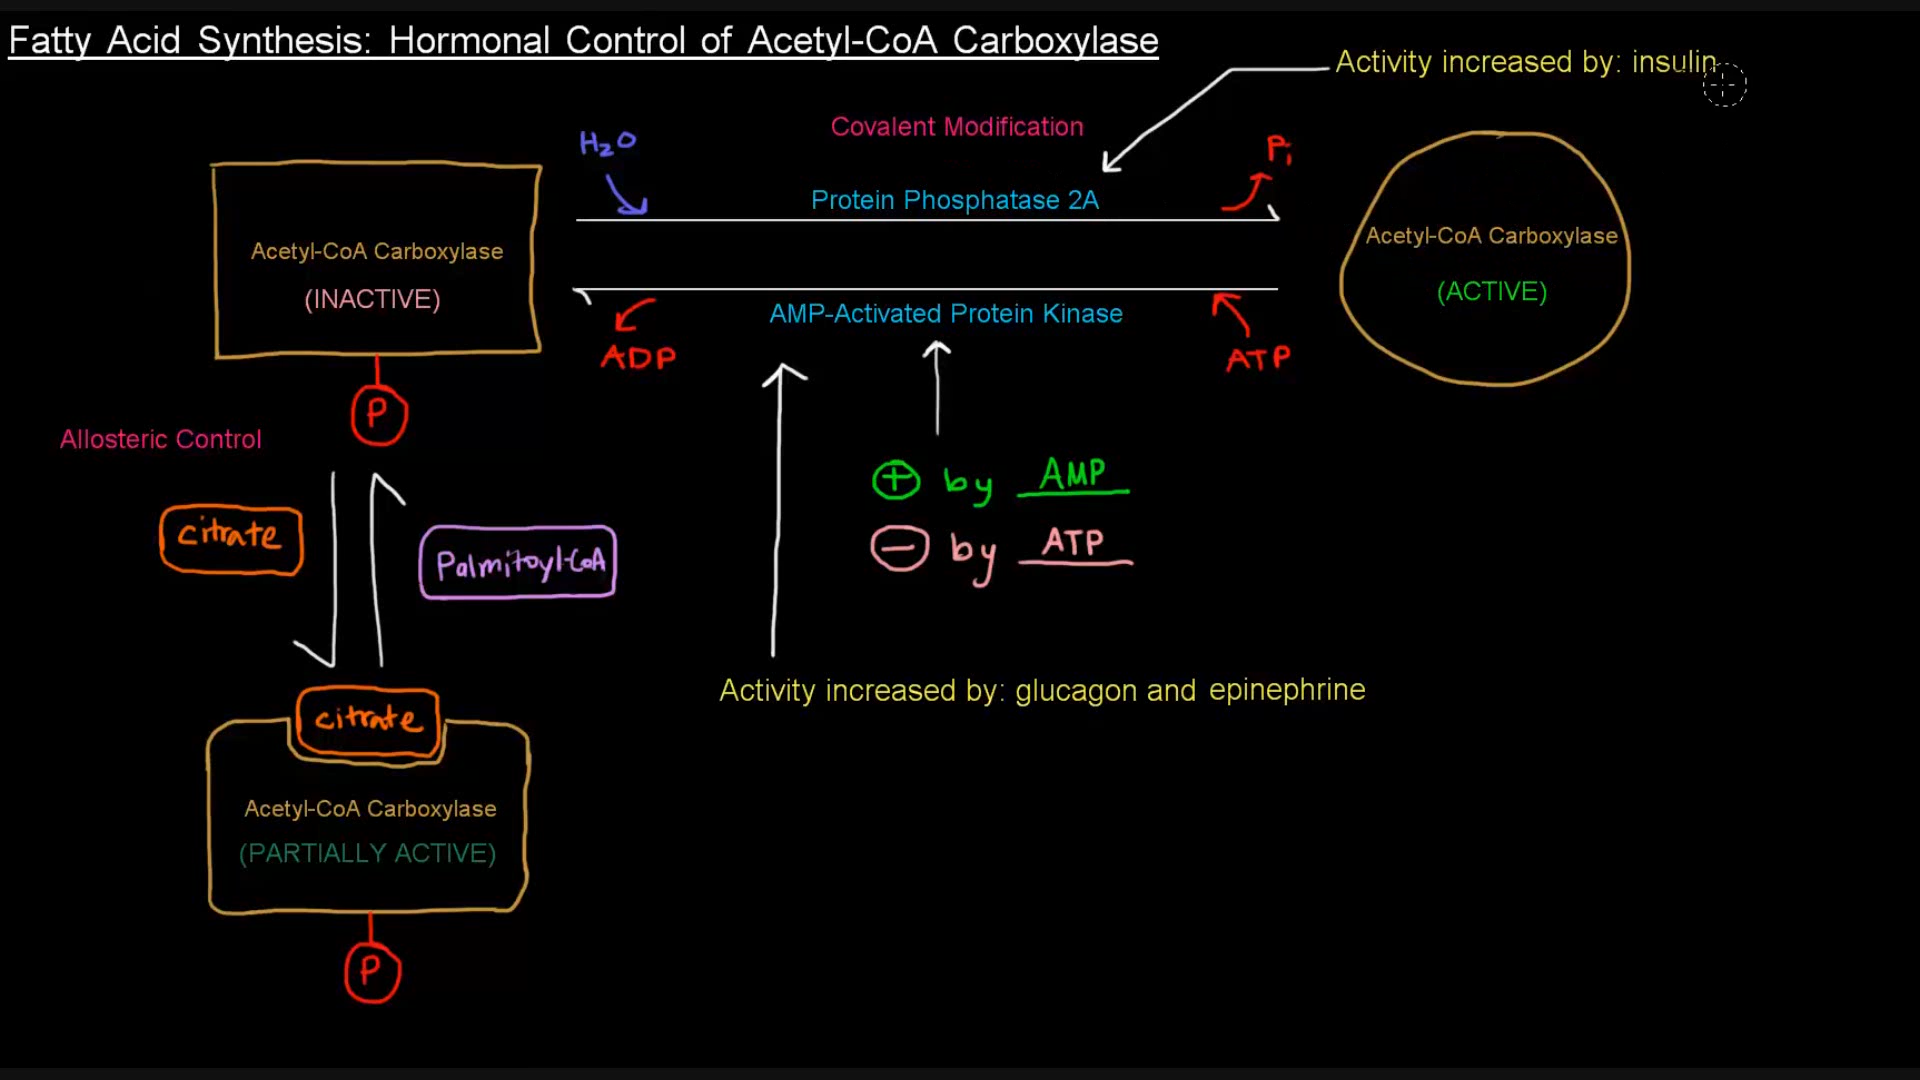 Fatty Acid Synthesis: Hormonal Control of Acetyl-CoA Carboxylase
Activity increased by: insulin
Covalent Modification
H2O
Pi
Protein Phosphatase 2A
Acetyl-CoA Carboxylase
(INACTIVE)
Acetyl-CoA Carboxylase
(ACTIVE)
AMP-Activated Protein Kinase
ADP
ATP
P
Allosteric Control
+ by AMP
- by ATP
citrate
Palmitoyl-CoA
Activity increased by: glucagon and epinephrine
citrate
Acetyl-CoA Carboxylase
(PARTIALLY ACTIVE)
P